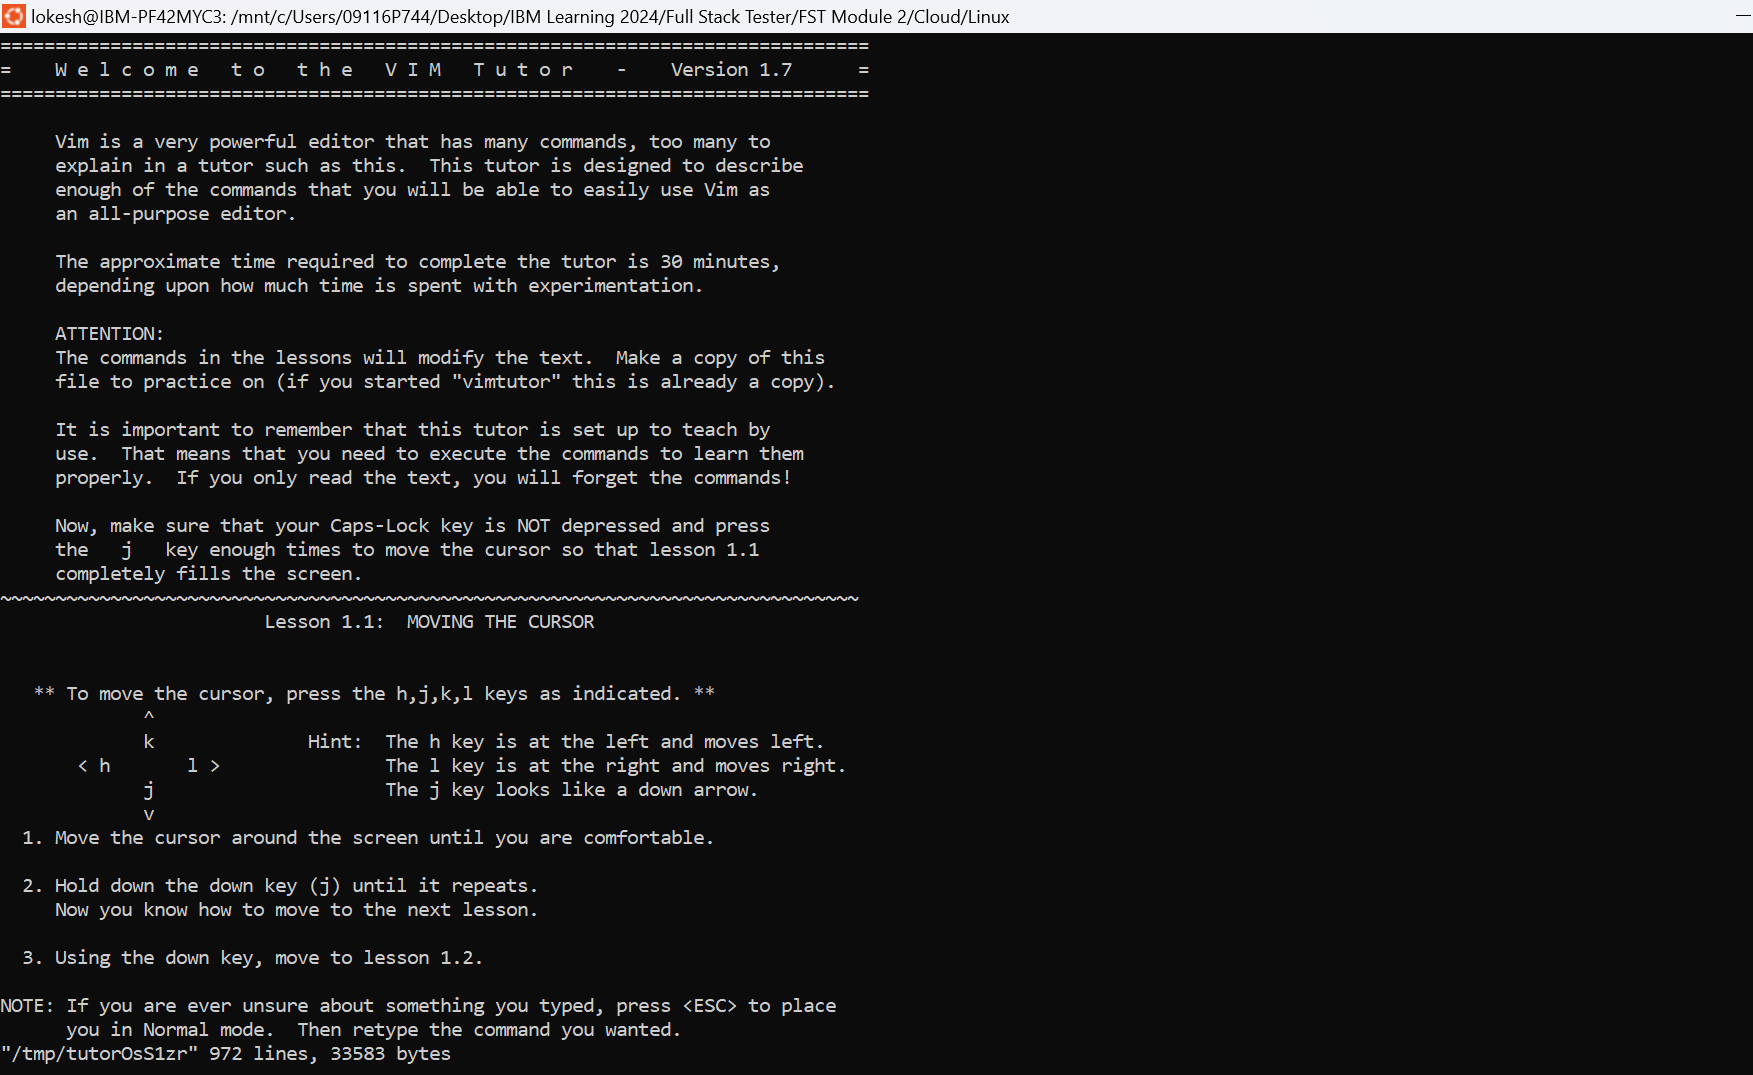 lokesh@IBM-PF42MYC3: /mnt/c/Users/09116P744/Desktop/IBM Learning 2024/Full Stack Tester/FST Module 2/Cloud/Linux
===============================================================================
=    W e l c o m e   t o   t h e   V I M   T u t o r    -    Version 1.7      =
===============================================================================

     Vim is a very powerful editor that has many commands, too many to
     explain in a tutor such as this.  This tutor is designed to describe
     enough of the commands that you will be able to easily use Vim as
     an all-purpose editor.

     The approximate time required to complete the tutor is 30 minutes,
     depending upon how much time is spent with experimentation.

     ATTENTION:
     The commands in the lessons will modify the text.  Make a copy of this
     file to practice on (if you started "vimtutor" this is already a copy).

     It is important to remember that this tutor is set up to teach by
     use.  That means that you need to execute the commands to learn them
     properly.  If you only read the text, you will forget the commands!

     Now, make sure that your Caps-Lock key is NOT depressed and press
     the   j   key enough times to move the cursor so that lesson 1.1
     completely fills the screen.
~~~~~~~~~~~~~~~~~~~~~~~~~~~~~~~~~~~~~~~~~~~~~~~~~~~~~~~~~~~~~~~~~~~~~~~~~~~~~~
                        Lesson 1.1:  MOVING THE CURSOR


   ** To move the cursor, press the h,j,k,l keys as indicated. **
             ^
             k              Hint:  The h key is at the left and moves left.
       < h       l >               The l key is at the right and moves right.
             j                     The j key looks like a down arrow.
             v
  1. Move the cursor around the screen until you are comfortable.

  2. Hold down the down key (j) until it repeats.
     Now you know how to move to the next lesson.

  3. Using the down key, move to lesson 1.2.

NOTE: If you are ever unsure about something you typed, press <ESC> to place
      you in Normal mode.  Then retype the command you wanted.
"/tmp/tutorOsS1zr" 972 lines, 33583 bytes